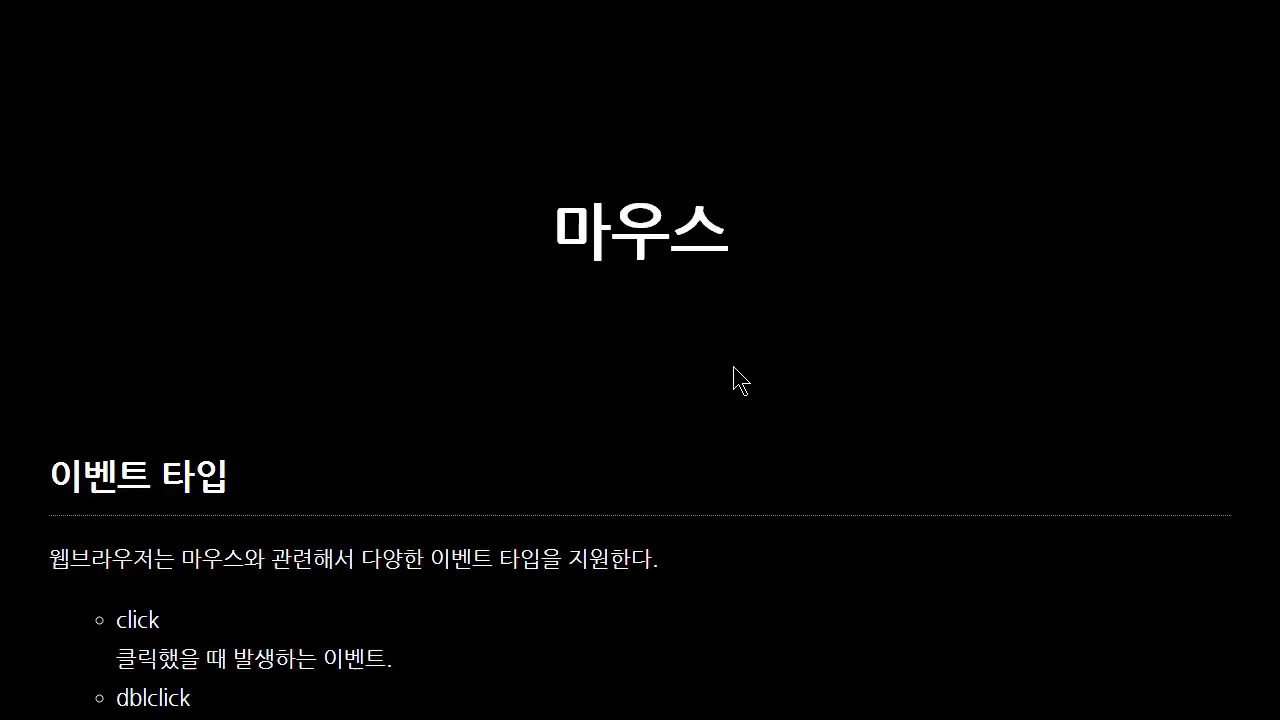 마우스
이벤트 타입
웹브라우저는 마우스와 관련해서 다양한 이벤트 타입을 지원한다.
click
클릭했을 때 발생하는 이벤트.
dblclick